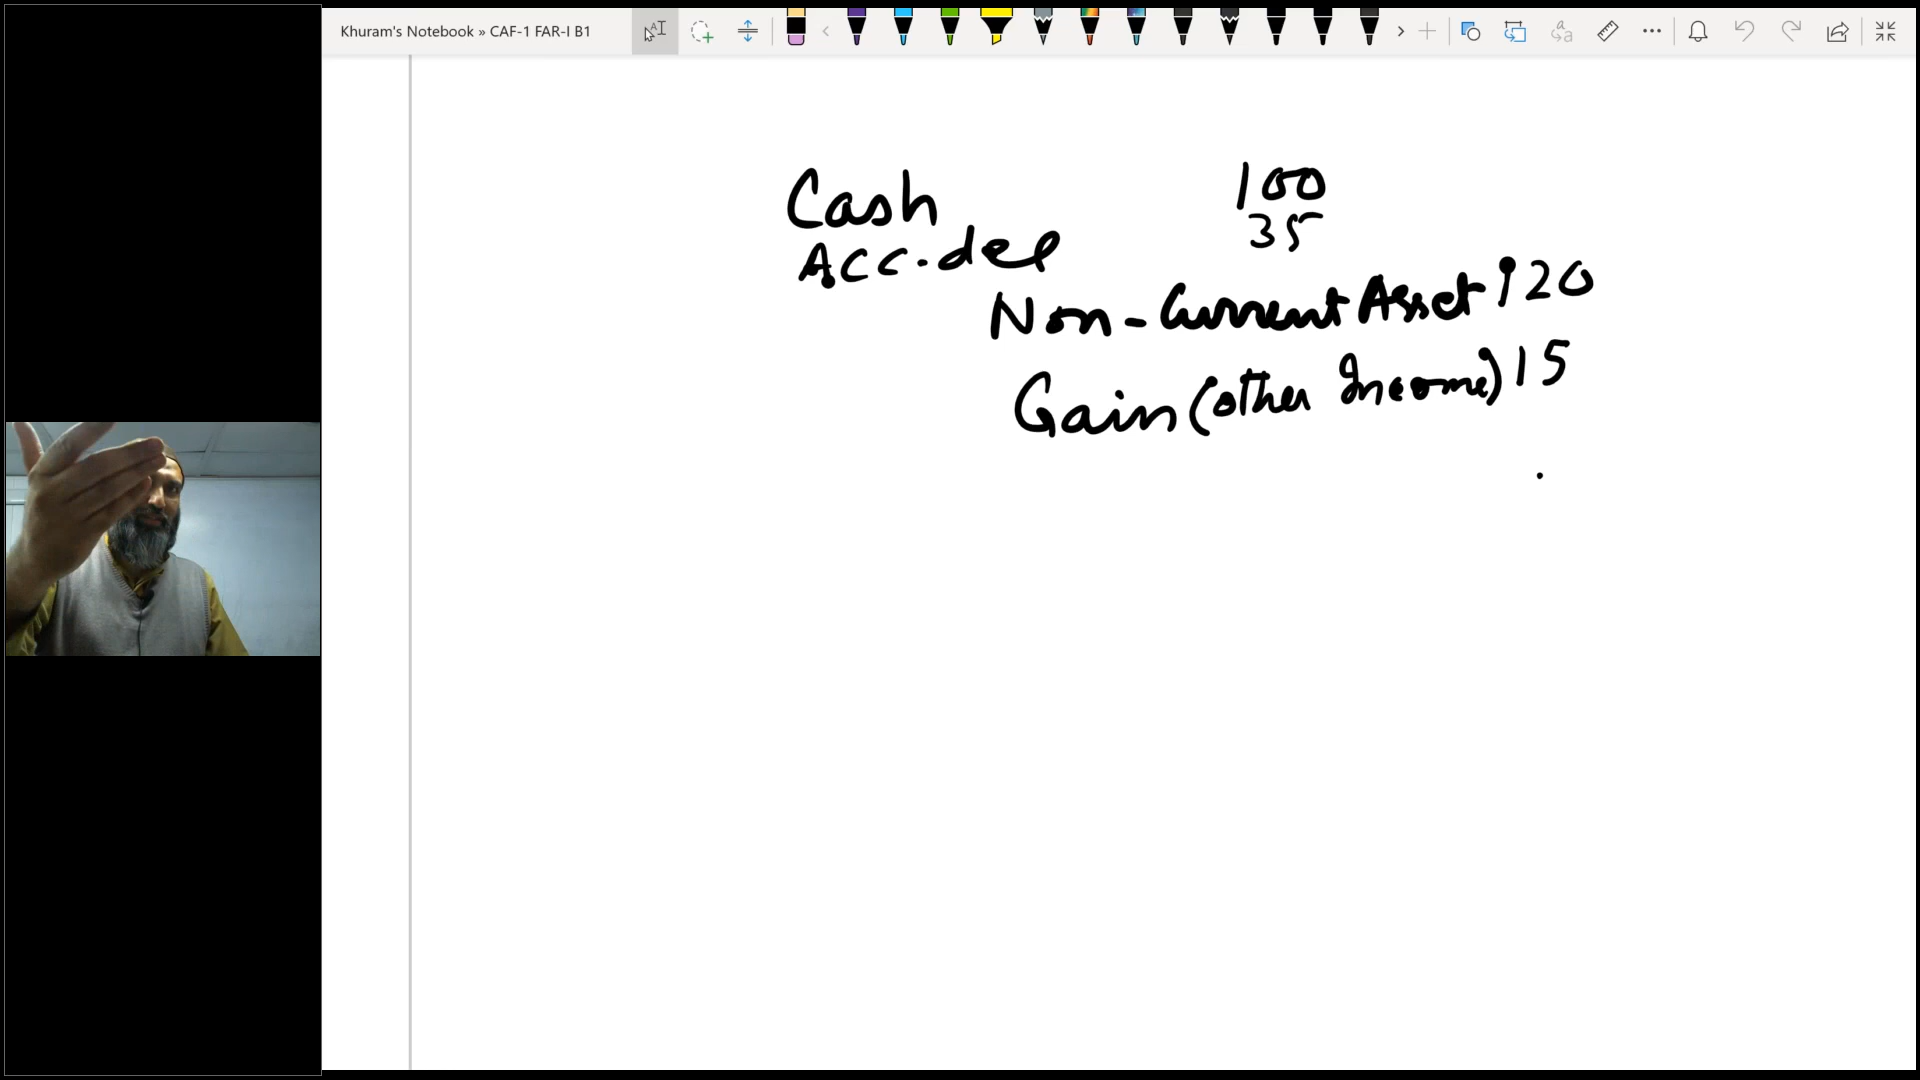 Khuram's Notebook » CAF-1 FAR-I B1
Cash 100
Acc.dep 35
Non-Current Asset 120
Gain (other Income) 15